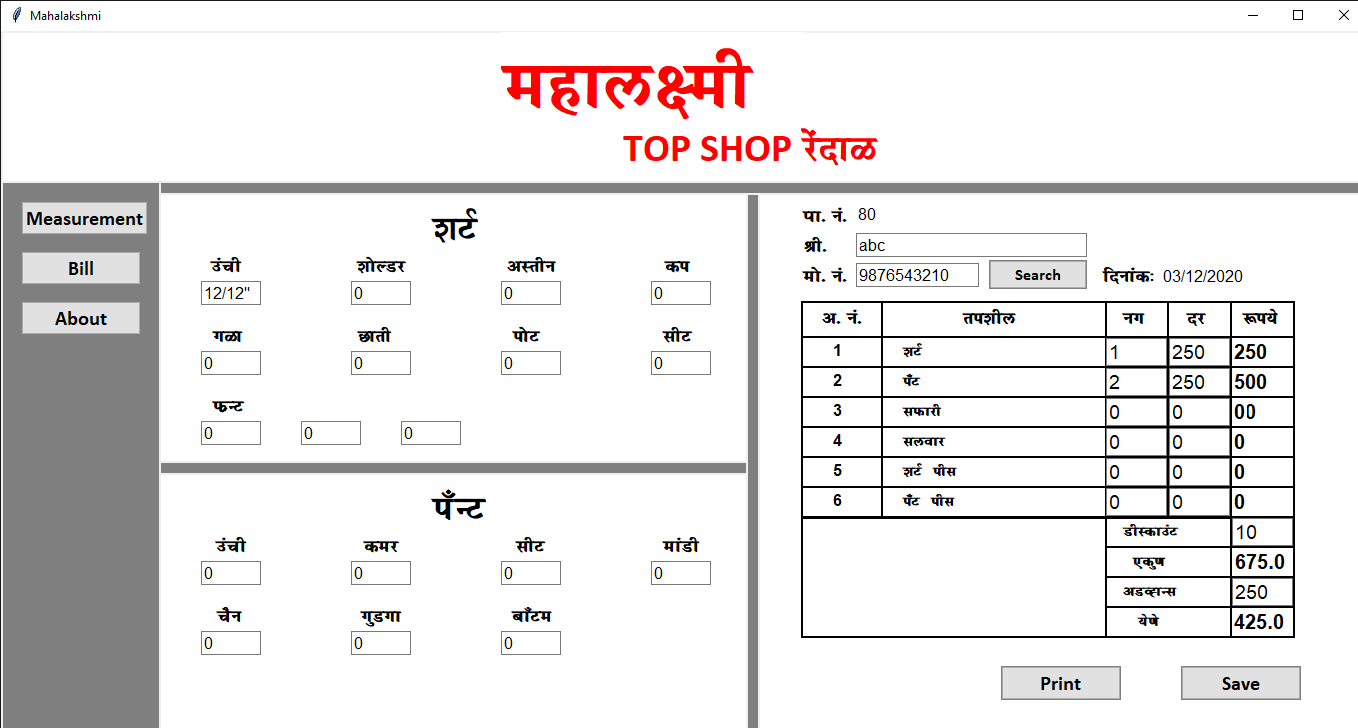 Mahalakshmi
महालक्ष्मी
TOP SHOP रेंदाळ
Measurement
Bill
About
शर्ट
उंची शोल्डर अस्तीन कप
12/12" 0 0 0
गळा छाती पोट सीट
0 0 0 0
फन्ट
0 0 0
पँन्ट
उंची कमर सीट मांडी
0 0 0 0
चैन गुडगा बाँटम
0 0 0
पा. नं. 80
श्री. abc
मो. नं. 9876543210 Search दिनांकः 03/12/2020
अ. नं. तपशील नग दर रूपये
1 शर्ट 1 250 250
2 पँट 2 250 500
3 सफारी 0 0 00
4 सलवार 0 0 0
5 शर्ट पीस 0 0 0
6 पँट पीस 0 0 0
डीस्काउंट 10
एकुण 675.0
अडव्हान्स 250
येणे 425.0
Print Save